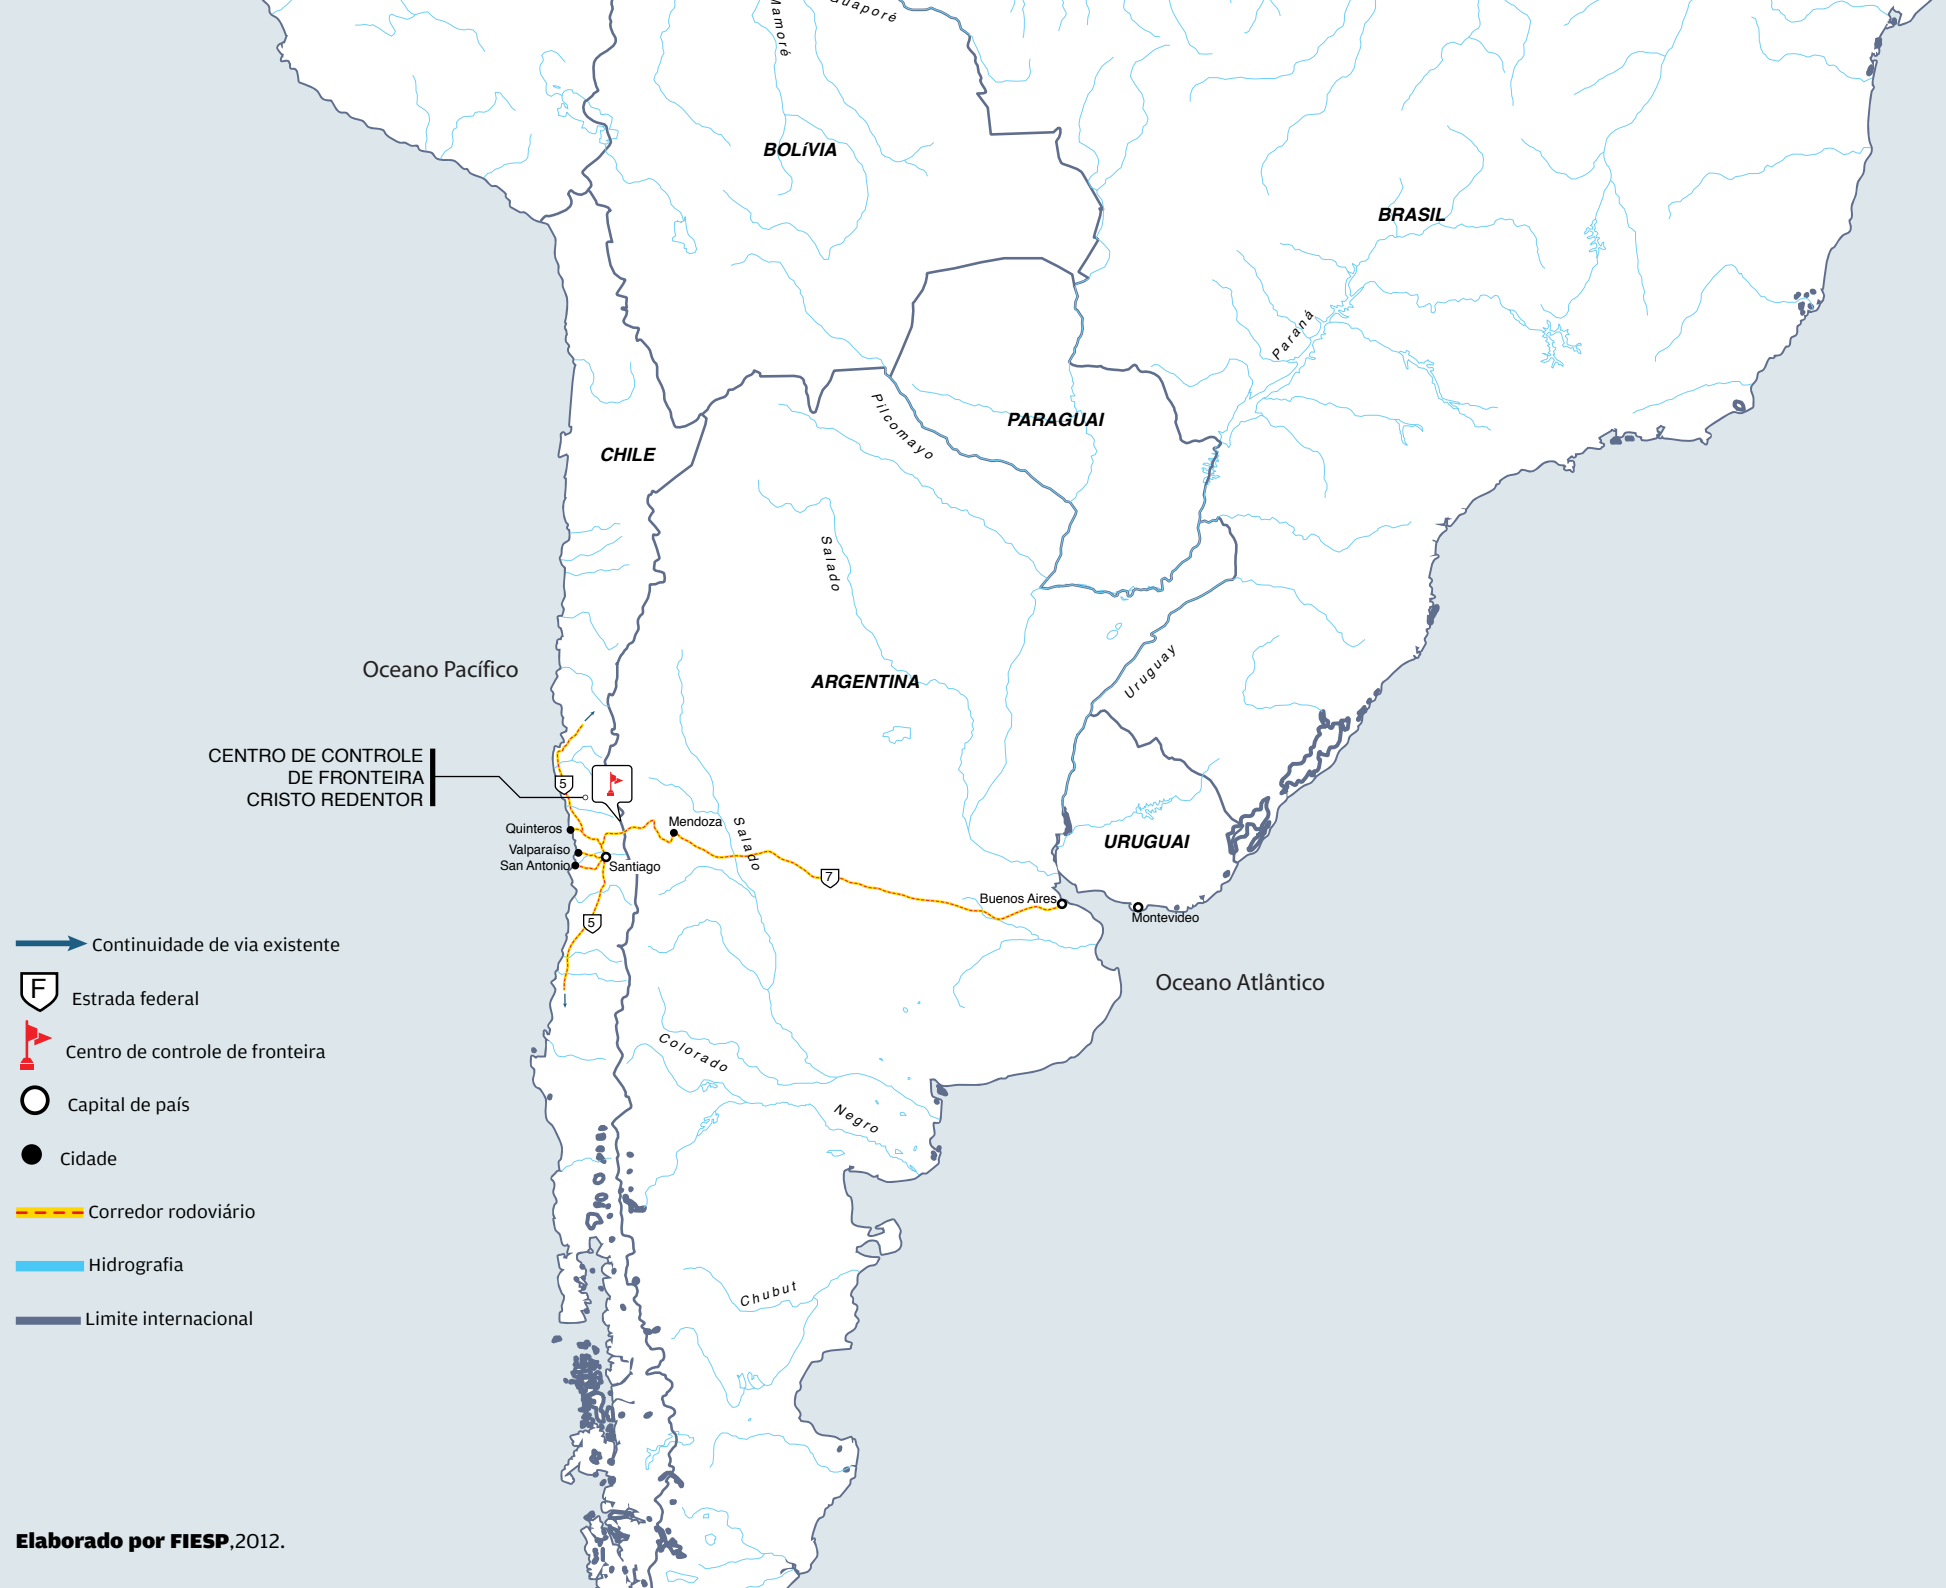 Mamoré
BOLíVIA
BRASIL
Paraná
Pilcomayo
PARAGUAI
CHILE
Salado
Uruguay
Oceano Pacífico
ARGENTINA
CENTRO DE CONTROLE
DE FRONTEIRA
CRISTO REDENTOR
5
Quinteros
Mendoza
Salado
Valparaíso
San Antonio
Santiago
URUGUAI
7
Buenos Aires
Montevideo
5
Oceano Atlântico
Colorado
Negro
Chubut
Continuidade de via existente
F
Estrada federal
Centro de controle de fronteira
Capital de país
Cidade
Corredor rodoviário
Hidrografia
Limite internacional
Elaborado por FIESP,2012.